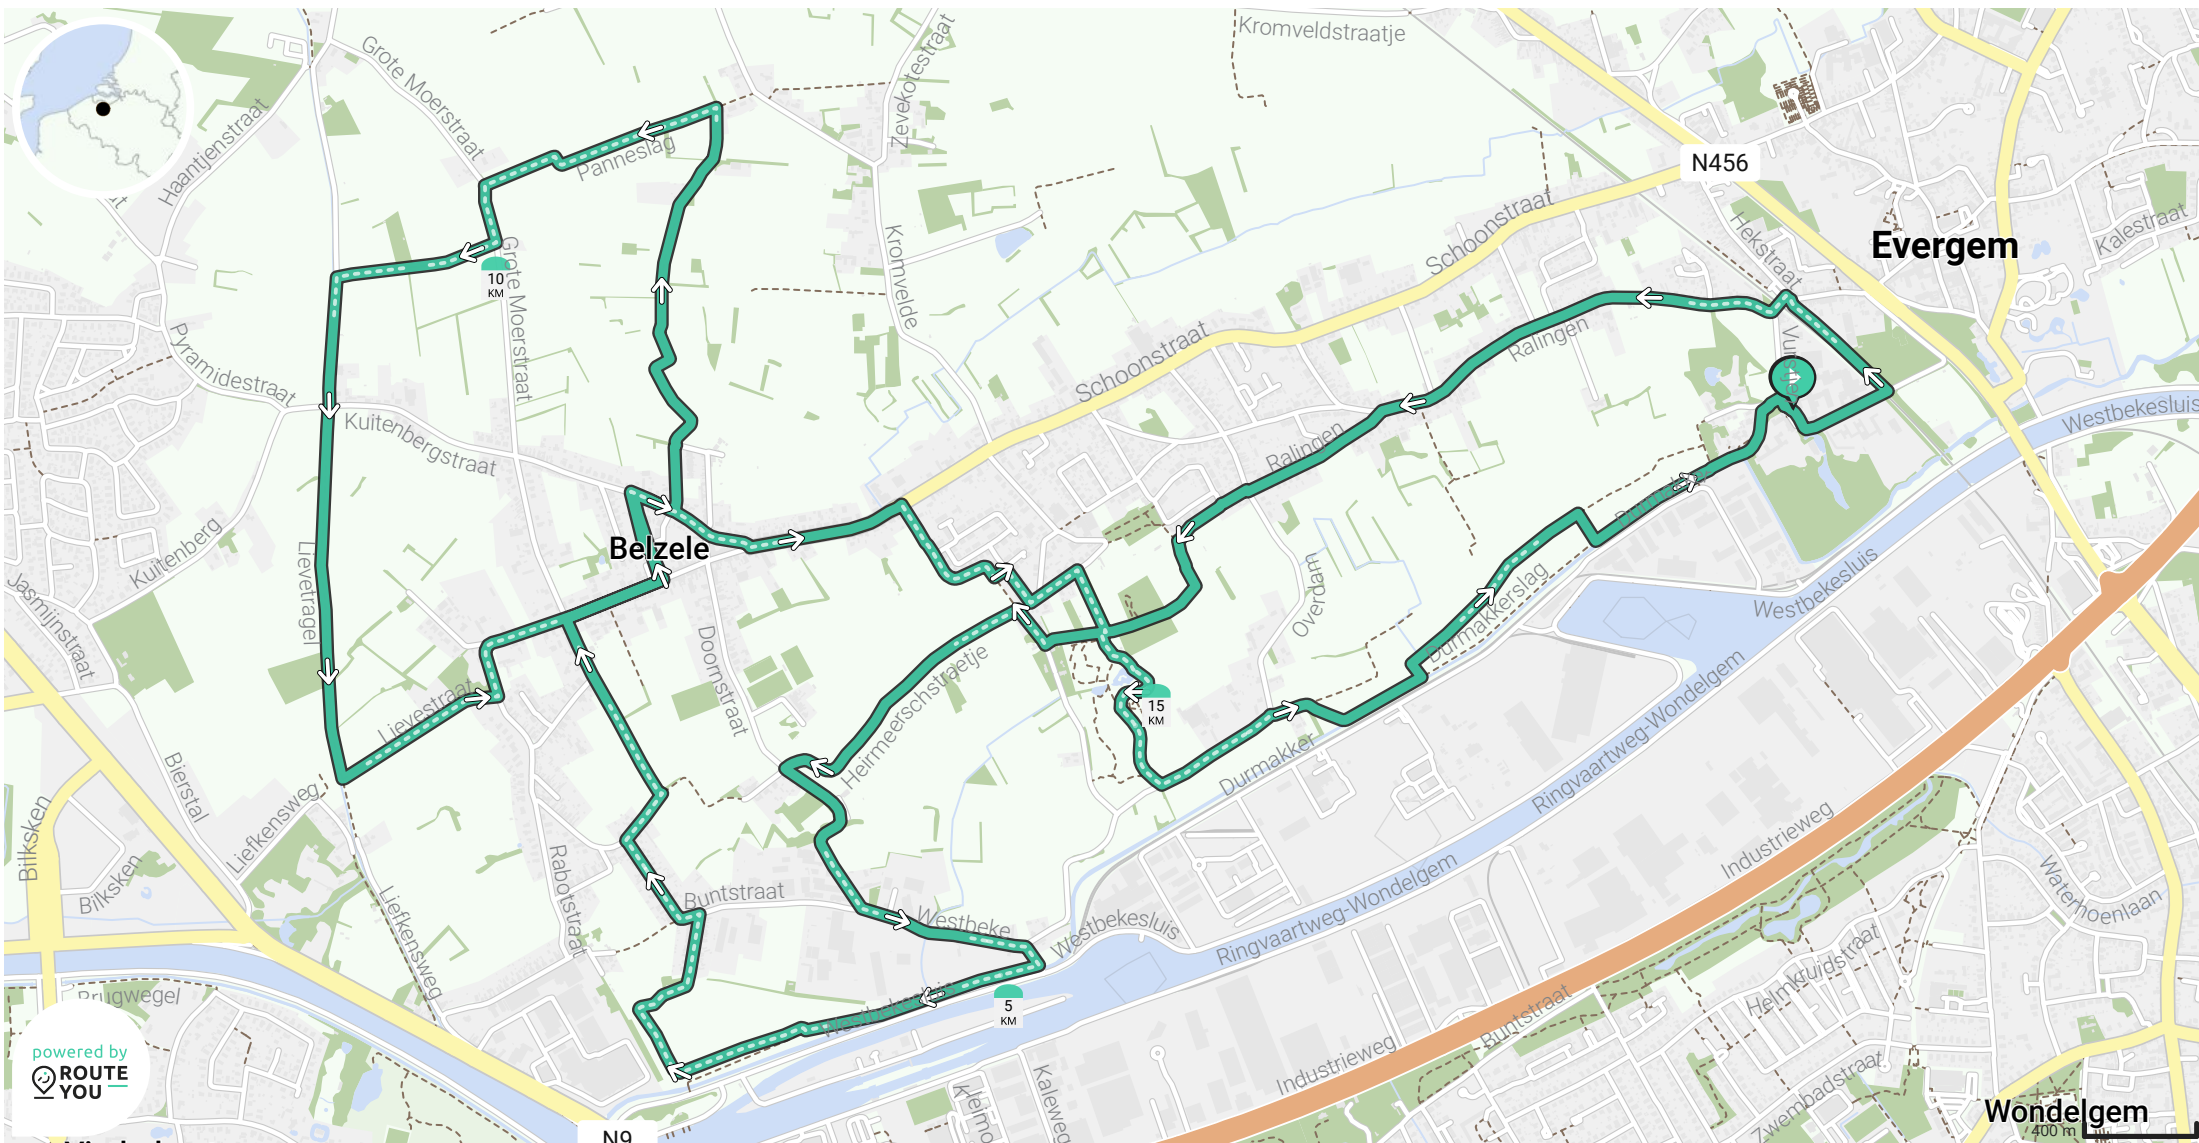 Kromveldstraatje
Grote Moerstraat
Zevekotestraat
Haantjenstraat
Panneslag
N456
Hekstraat
Evergem
Kalestraat
Schoonstraat
Kromvelde
Grote Moerstraat
10
KM
Ralingen
Schoonstraat
Pyramidestraat
Kuitenbergstraat
Westbekesluis
Ralingen
Kuitenberg
Belzele
Lievetragel
Jasmijnstraat
Overdam
Durmakkerslag
Westbekesluis
Doornstraat
Heirmeerschstraetje
Lievestraat
15
KM
Ringvaartweg-Wondelgem
Durmakker
Bierstal
Liefkensweg
Bilksken
Bilksken
Rabotstraat
Buntstraat
Westbeke
Westbekesluis
Ringvaartweg-Wondelgem
Industrieweg
Waterhoenlaan
Liefkensweg
Helmkruidstraat
Brugwegel
5
KM
Westbekesluis
Buntstraat
Industrieweg
Kaleweg
Zwembadstraat
powered by
ROUTE
YOU
N9
Wondelgem
400 m